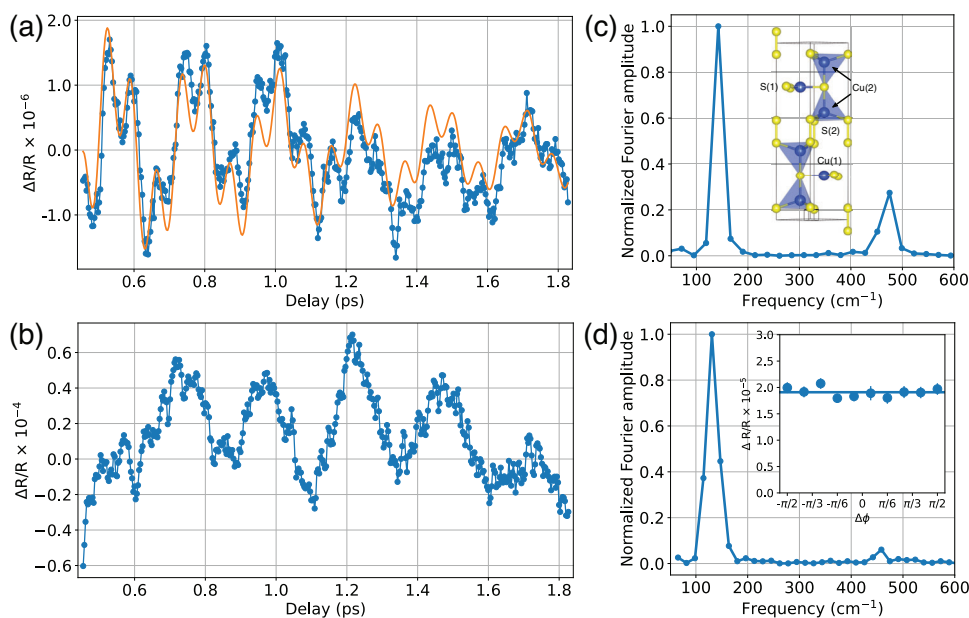 (a)
2.0
1.0
0.0
−1.0
ΔR/R × 10⁻⁶
0.6
0.8
1.0
1.2
1.4
1.6
1.8
Delay (ps)
(b)
0.6
0.4
0.2
0.0
−0.2
−0.4
−0.6
ΔR/R × 10⁻⁴
0.6
0.8
1.0
1.2
1.4
1.6
1.8
Delay (ps)
(c)
1.0
0.8
0.6
0.4
0.2
0.0
Normalized Fourier amplitude
S(1)
Cu(2)
S(2)
Cu(1)
100
200
300
400
500
600
Frequency (cm⁻¹)
(d)
1.0
0.8
0.6
0.4
0.2
0.0
Normalized Fourier amplitude
3.0
2.5
2.0
1.5
1.0
0.5
0.0
Δ R/R × 10⁻⁵
-π/2
-π/3
-π/6
0
π/6
π/3
π/2
Δϕ
100
200
300
400
500
600
Frequency (cm⁻¹)